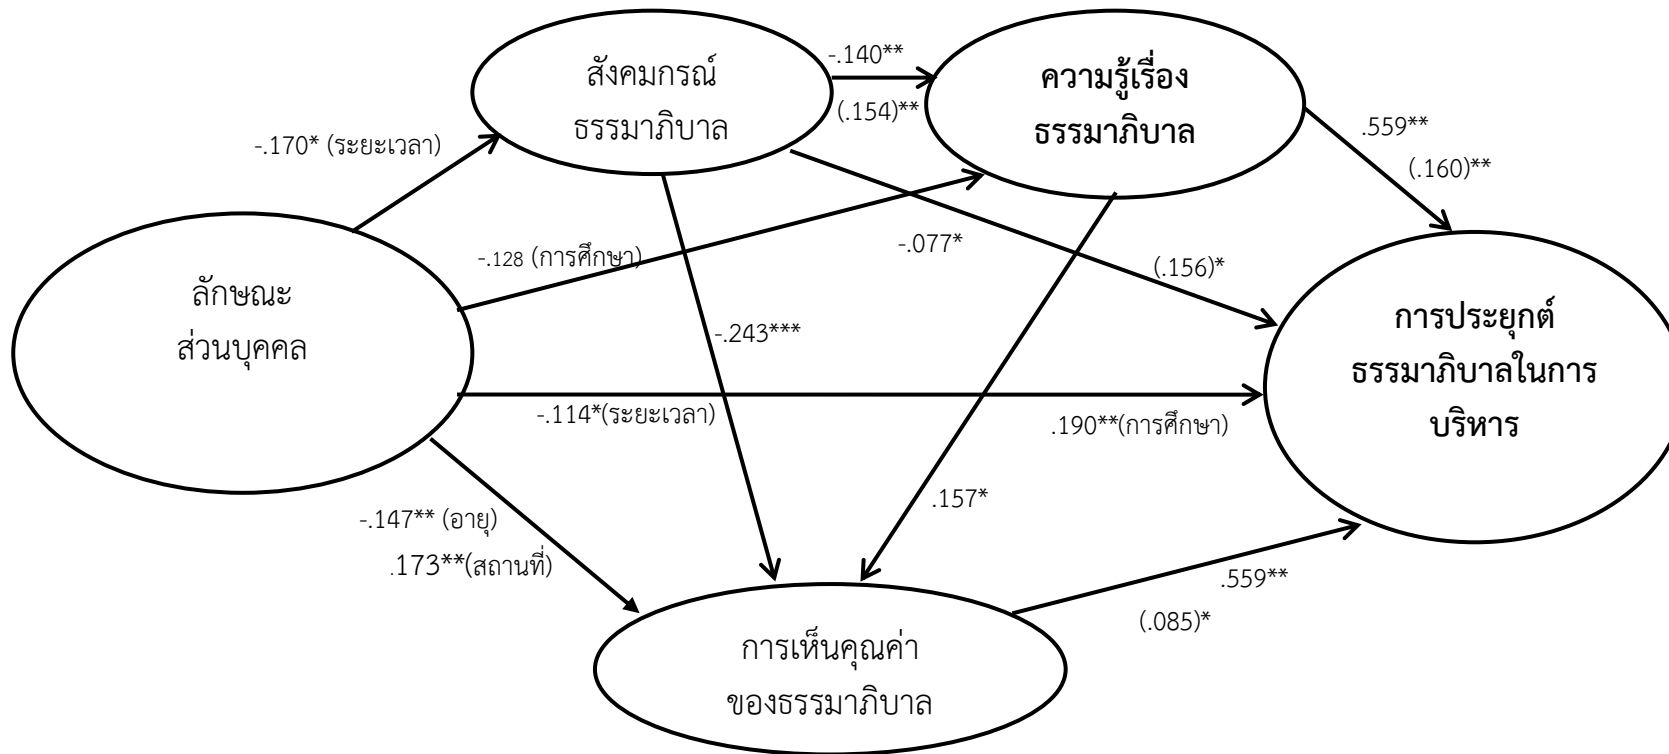 สังคมกรณ์
ธรรมาภิบาล
-.140**
(.154)**
ความรู้เรื่อง
ธรรมาภิบาล
.559**
(.160)**
-.170* (ระยะเวลา)
-.128 (การศึกษา)
-.077*
(.156)*
ลักษณะ
ส่วนบุคคล
-.243***
การประยุกต์
ธรรมาภิบาลในการ
บริหาร
-.114*(ระยะเวลา)
.190**(การศึกษา)
-.147** (อายุ)
.173**(สถานที่)
.157*
.559**
(.085)*
การเห็นคุณค่า
ของธรรมาภิบาล